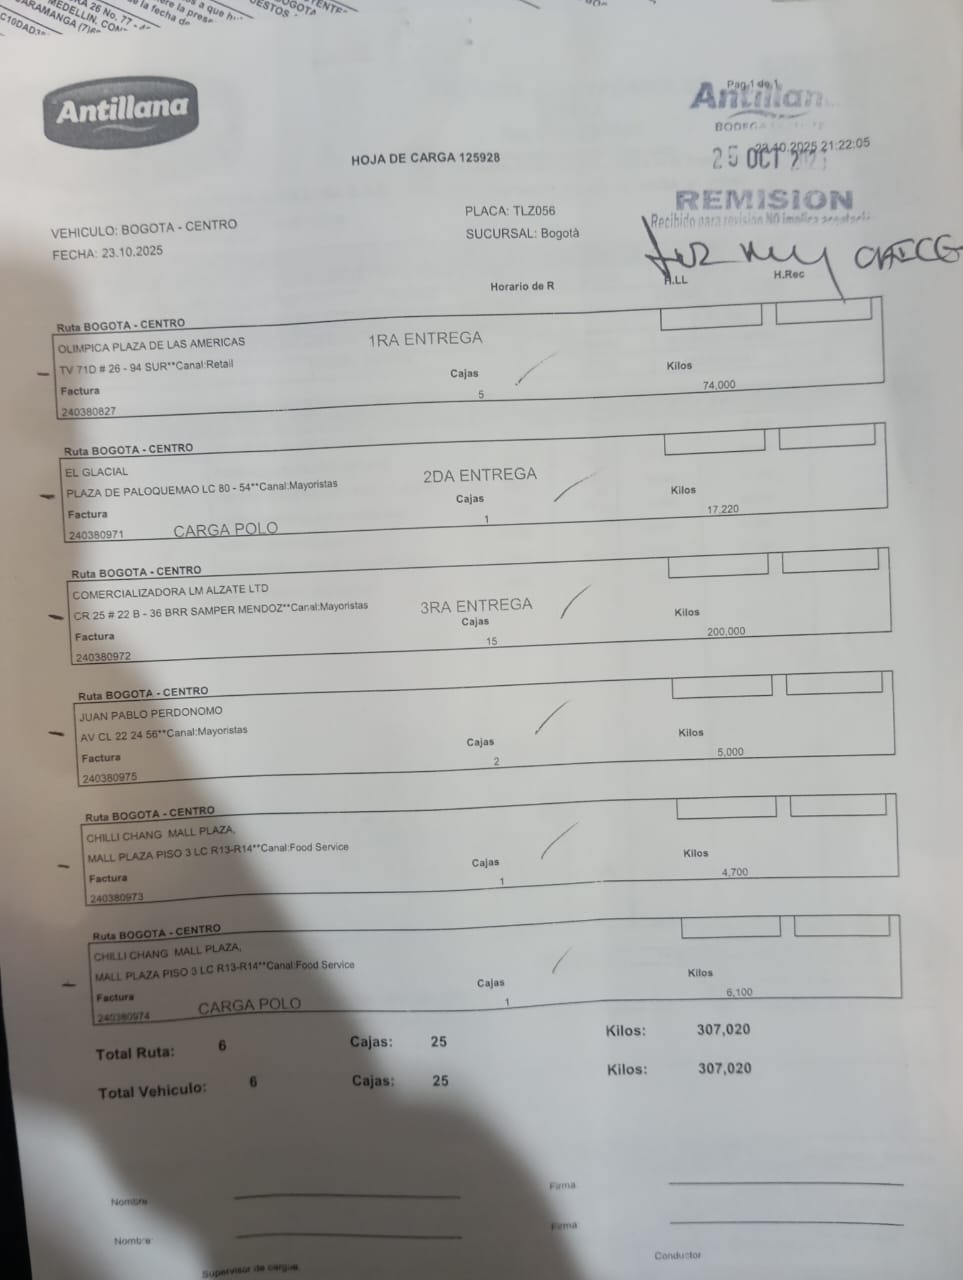 Antillana
Pag.1 de 1
Antillan
BODEGA
23.10.2025 21:22:05
25 OCT
HOJA DE CARGA 125928
REMISION
Recibido para revision NO implica
PLACA: TLZ056
VEHICULO: BOGOTA - CENTRO
SUCURSAL: Bogotà
FECHA: 23.10.2025
Horario de R
H.LL
H.Rec
Ruta BOGOTA - CENTRO
OLIMPICA PLAZA DE LAS AMERICAS
1RA ENTREGA
TV 71D # 26 - 94 SUR**Canal:Retail
Cajas
Kilos
Factura
5
74,000
240380827
Ruta BOGOTA - CENTRO
EL GLACIAL
2DA ENTREGA
PLAZA DE PALOQUEMAO LC 80 - 54**Canal:Mayoristas
Cajas
Kilos
Factura
1
17,220
240380971
CARGA POLO
Ruta BOGOTA - CENTRO
COMERCIALIZADORA LM ALZATE LTD
3RA ENTREGA
CR 25 # 22 B - 36 BRR SAMPER MENDOZ**Canal:Mayoristas
Cajas
Kilos
Factura
15
200,000
240380972
Ruta BOGOTA - CENTRO
JUAN PABLO PERDONOMO
AV CL 22 24 56**Canal:Mayoristas
Cajas
Kilos
Factura
2
5,000
240380975
Ruta BOGOTA - CENTRO
CHILLI CHANG MALL PLAZA,
MALL PLAZA PISO 3 LC R13-R14**Canal:Food Service
Cajas
Kilos
Factura
1
4,700
240380973
Ruta BOGOTA - CENTRO
CHILLI CHANG MALL PLAZA,
MALL PLAZA PISO 3 LC R13-R14**Canal:Food Service
Cajas
Kilos
Factura
1
6,100
240380974
CARGA POLO
Total Ruta: 6 Cajas: 25 Kilos: 307,020
Total Vehiculo: 6 Cajas: 25 Kilos: 307,020
Nombre
Firma
Nombre:
Firma
Supervisor de cargue
Conductor